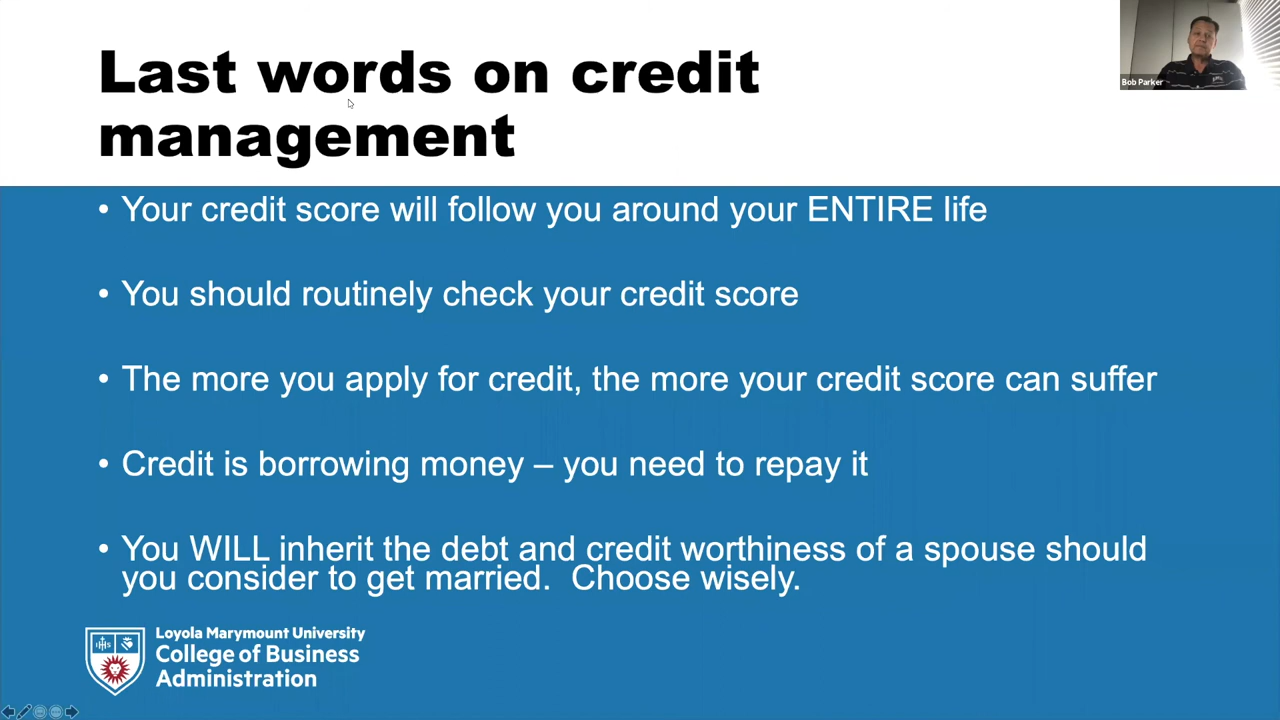 Last words on credit
management
Bob Parker
• Your credit score will follow you around your ENTIRE life
• You should routinely check your credit score
• The more you apply for credit, the more your credit score can suffer
• Credit is borrowing money – you need to repay it
• You WILL inherit the debt and credit worthiness of a spouse should
you consider to get married.  Choose wisely.
IHS
Loyola Marymount University
College of Business
Administration